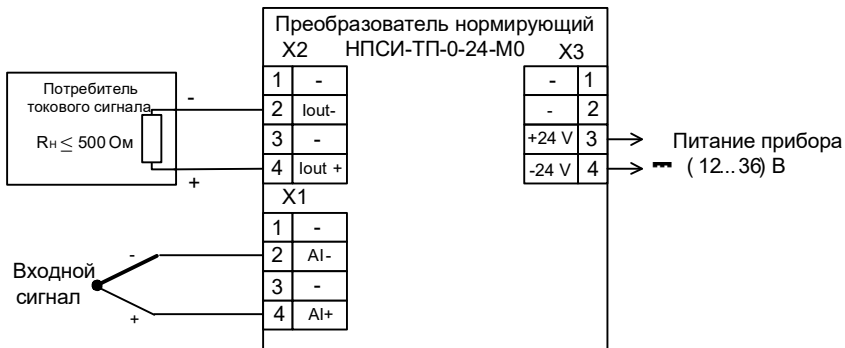 Преобразователь нормирующий
НПСИ-ТП-0-24-М0
X2
X3
1 -
2 Iout-
3 -
4 Iout +
- 1
- 2
+24 V 3
-24 V 4
Потребитель
токового сигнала
Rн ≤ 500 Ом
-
+
Питание прибора
( 12... 36) В
X1
1 -
2 AI-
3 -
4 AI+
Входной
сигнал
-
+